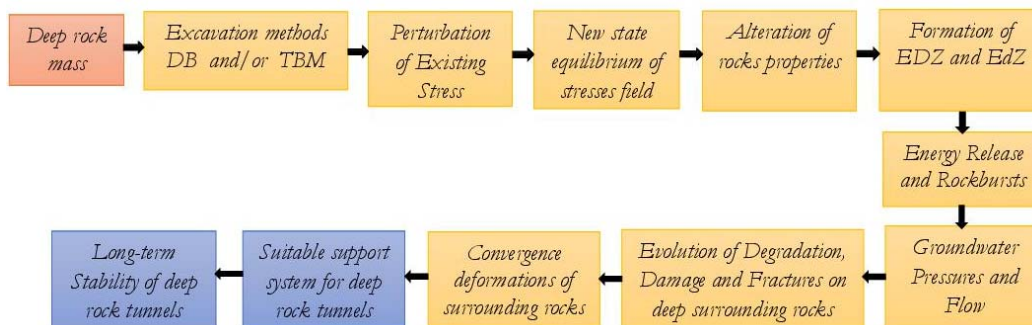 Deep rock
mass
Excavation methods
DB and/or TBM
Perturbation
of Existing
Stress
New state
equilibrium of
stresses field
Alteration of
rocks properties
Formation of
EDZ and EdZ
Energy Release
and Rockbursts
Groundwater
Pressures and
Flow
Evolution of Degradation,
Damage and Fractures on
deep surrounding rocks
Convergence
deformations of
surrounding rocks
Suitable support
system for deep
rock tunnels
Long-term
Stability of deep
rock tunnels